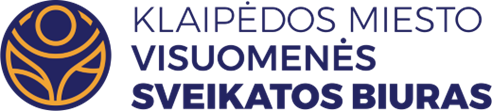 KLAIPĖDOS MIESTO
VISUOMENĖS
SVEIKATOS BIURAS